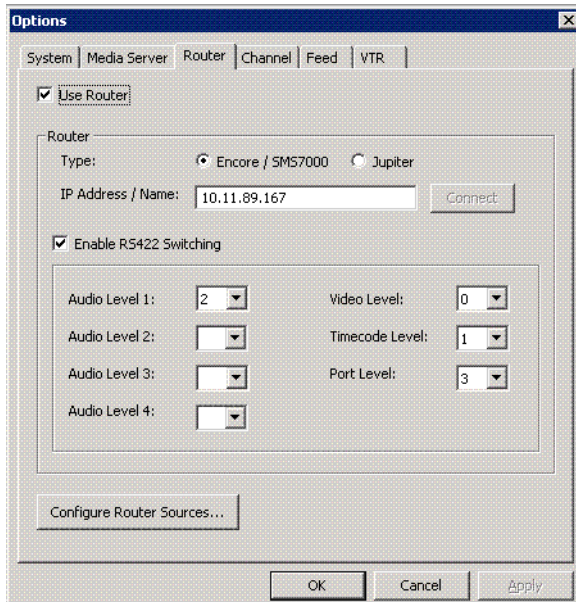 Options
System Media Server Router Channel Feed VTR
Use Router
Router
Type: Encore / SMS7000 Jupiter
IP Address / Name: 10.11.89.167 Connect
Enable RS422 Switching
Audio Level 1: 2 Video Level: 0
Audio Level 2: Timecode Level: 1
Audio Level 3: Port Level: 3
Audio Level 4:
Configure Router Sources...
OK Cancel Apply